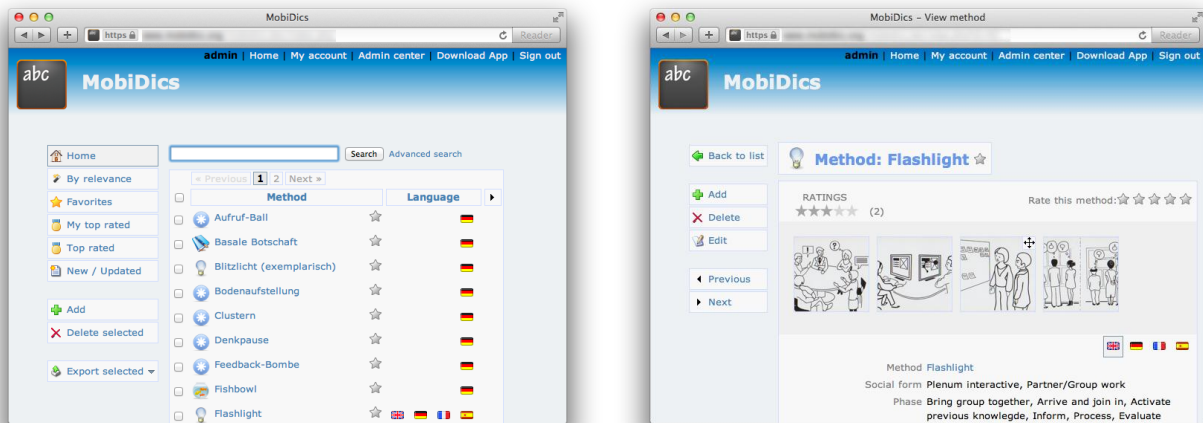 MobiDics
https
Reader
admin | Home | My account | Admin center | Download App | Sign out
abc
MobiDics
Home
Search
Advanced search
By relevance
« Previous 1 2 Next »
Favorites
Method
Language
My top rated
Aufruf-Ball
Top rated
Basale Botschaft
New / Updated
Blitzlicht (exemplarisch)
Bodenaufstellung
Add
Clustern
Delete selected
Denkpause
Export selected
Feedback-Bombe
Fishbowl
Flashlight
MobiDics – View method
https
Reader
admin | Home | My account | Admin center | Download App | Sign out
abc
MobiDics
Back to list
Method: Flashlight
Add
Delete
Edit
Previous
Next
RATINGS
(2)
Rate this method:
Method Flashlight
Social form Plenum interactive, Partner/Group work
Phase Bring group together, Arrive and join in, Activate
previous knowlegde, Inform, Process, Evaluate